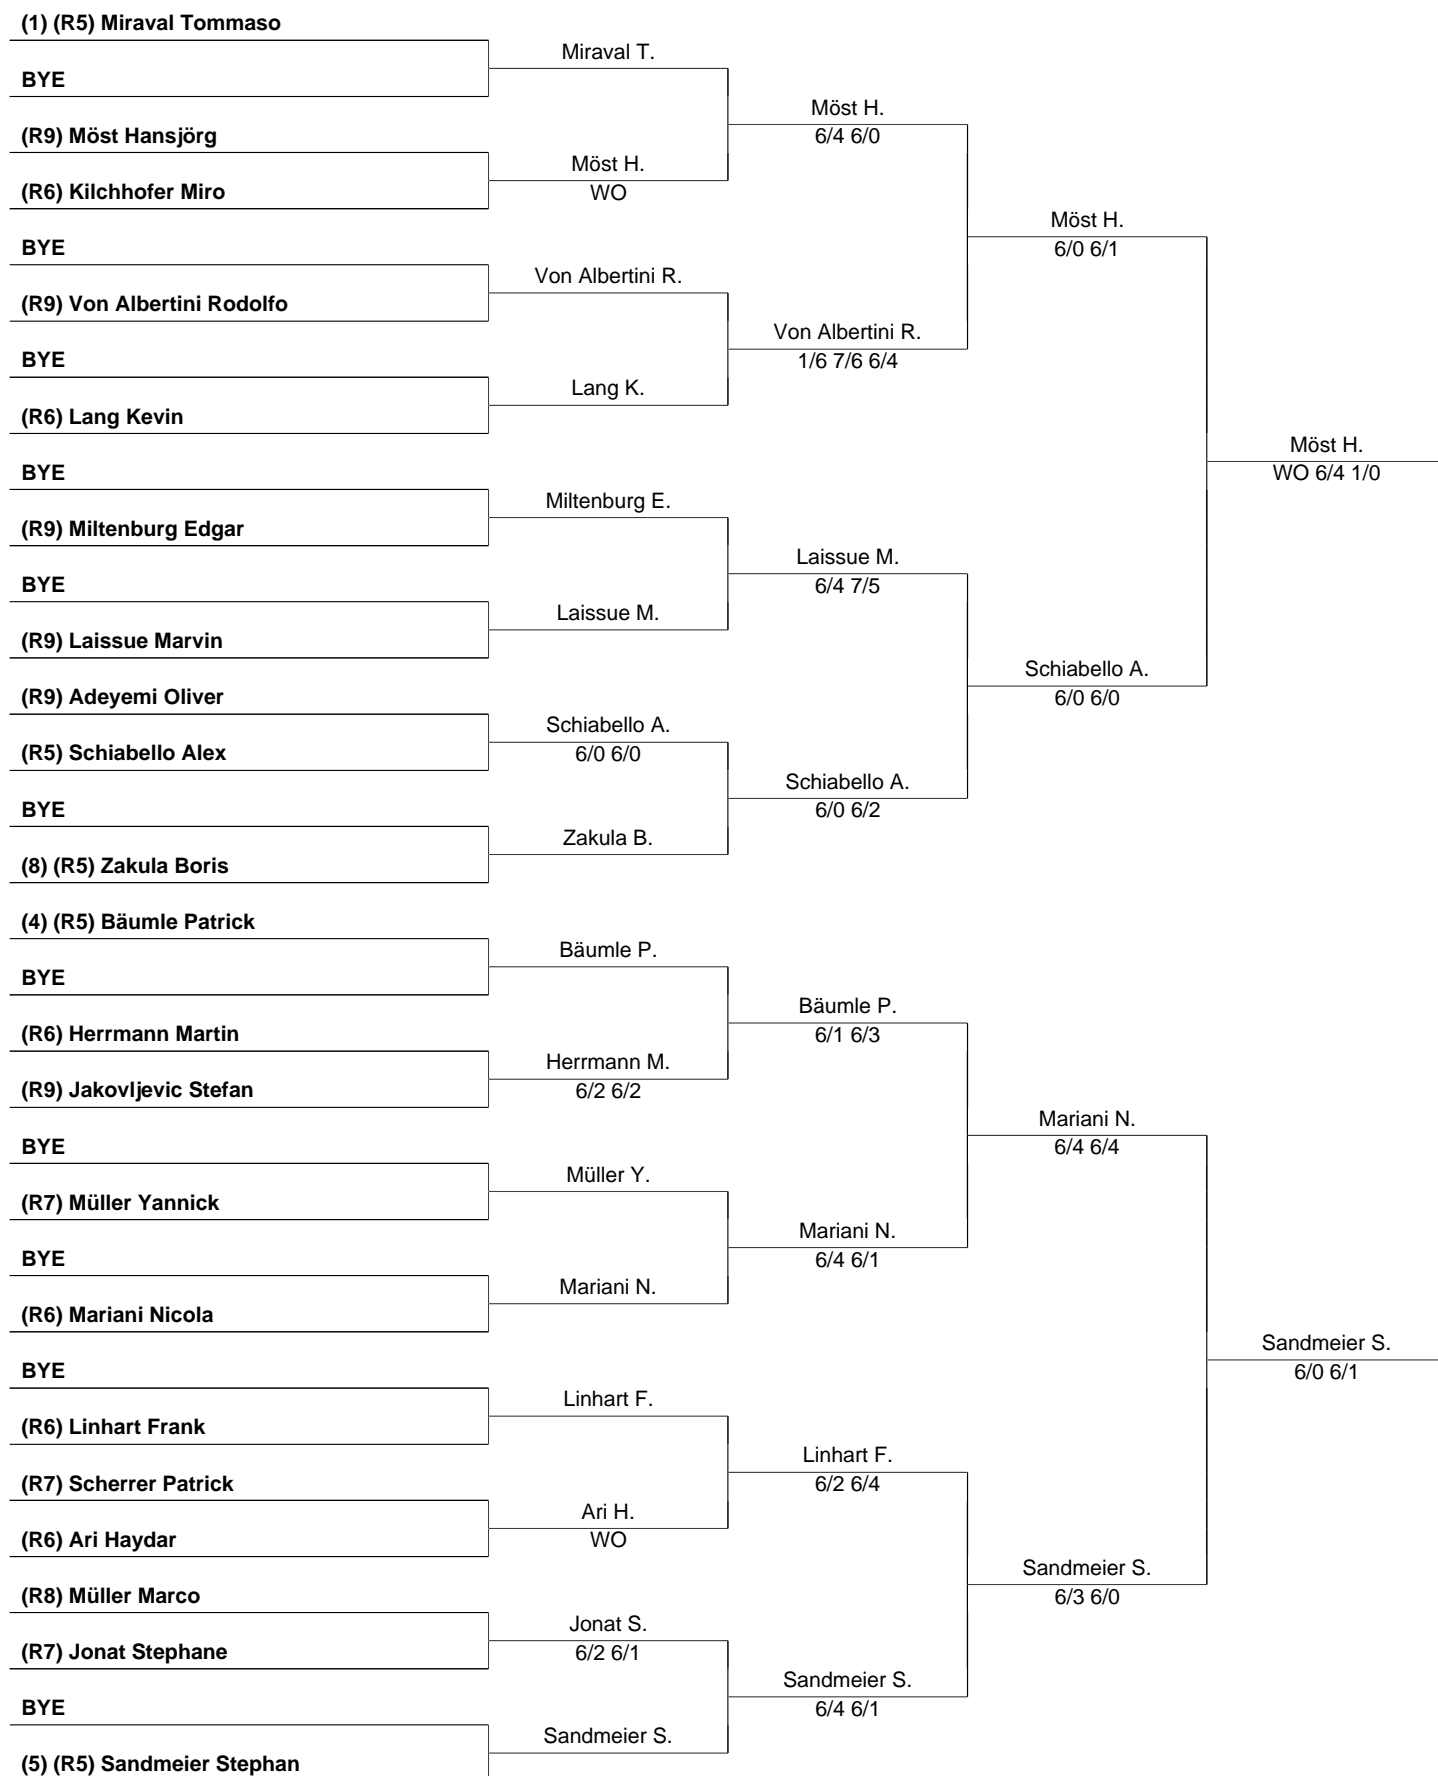 (1) (R5) Miraval Tommaso
BYE
(R9) Möst Hansjörg
(R6) Kilchhofer Miro
BYE
(R9) Von Albertini Rodolfo
BYE
(R6) Lang Kevin
BYE
(R9) Miltenburg Edgar
BYE
(R9) Laissue Marvin
(R9) Adeyemi Oliver
(R5) Schiabello Alex
BYE
(8) (R5) Zakula Boris
(4) (R5) Bäumle Patrick
BYE
(R6) Herrmann Martin
(R9) Jakovljevic Stefan
BYE
(R7) Müller Yannick
BYE
(R6) Mariani Nicola
BYE
(R6) Linhart Frank
(R7) Scherrer Patrick
(R6) Ari Haydar
(R8) Müller Marco
(R7) Jonat Stephane
BYE
(5) (R5) Sandmeier Stephan
Miraval T.
Möst H.
WO
Von Albertini R.
Lang K.
Miltenburg E.
Laissue M.
Schiabello A.
6/0 6/0
Zakula B.
Bäumle P.
Herrmann M.
6/2 6/2
Müller Y.
Mariani N.
Linhart F.
Ari H.
WO
Jonat S.
6/2 6/1
Sandmeier S.
Möst H.
6/4 6/0
Von Albertini R.
1/6 7/6 6/4
Laissue M.
6/4 7/5
Schiabello A.
6/0 6/2
Bäumle P.
6/1 6/3
Mariani N.
6/4 6/1
Linhart F.
6/2 6/4
Sandmeier S.
6/4 6/1
Möst H.
6/0 6/1
Schiabello A.
6/0 6/0
Mariani N.
6/4 6/4
Sandmeier S.
6/3 6/0
Möst H.
WO 6/4 1/0
Sandmeier S.
6/0 6/1